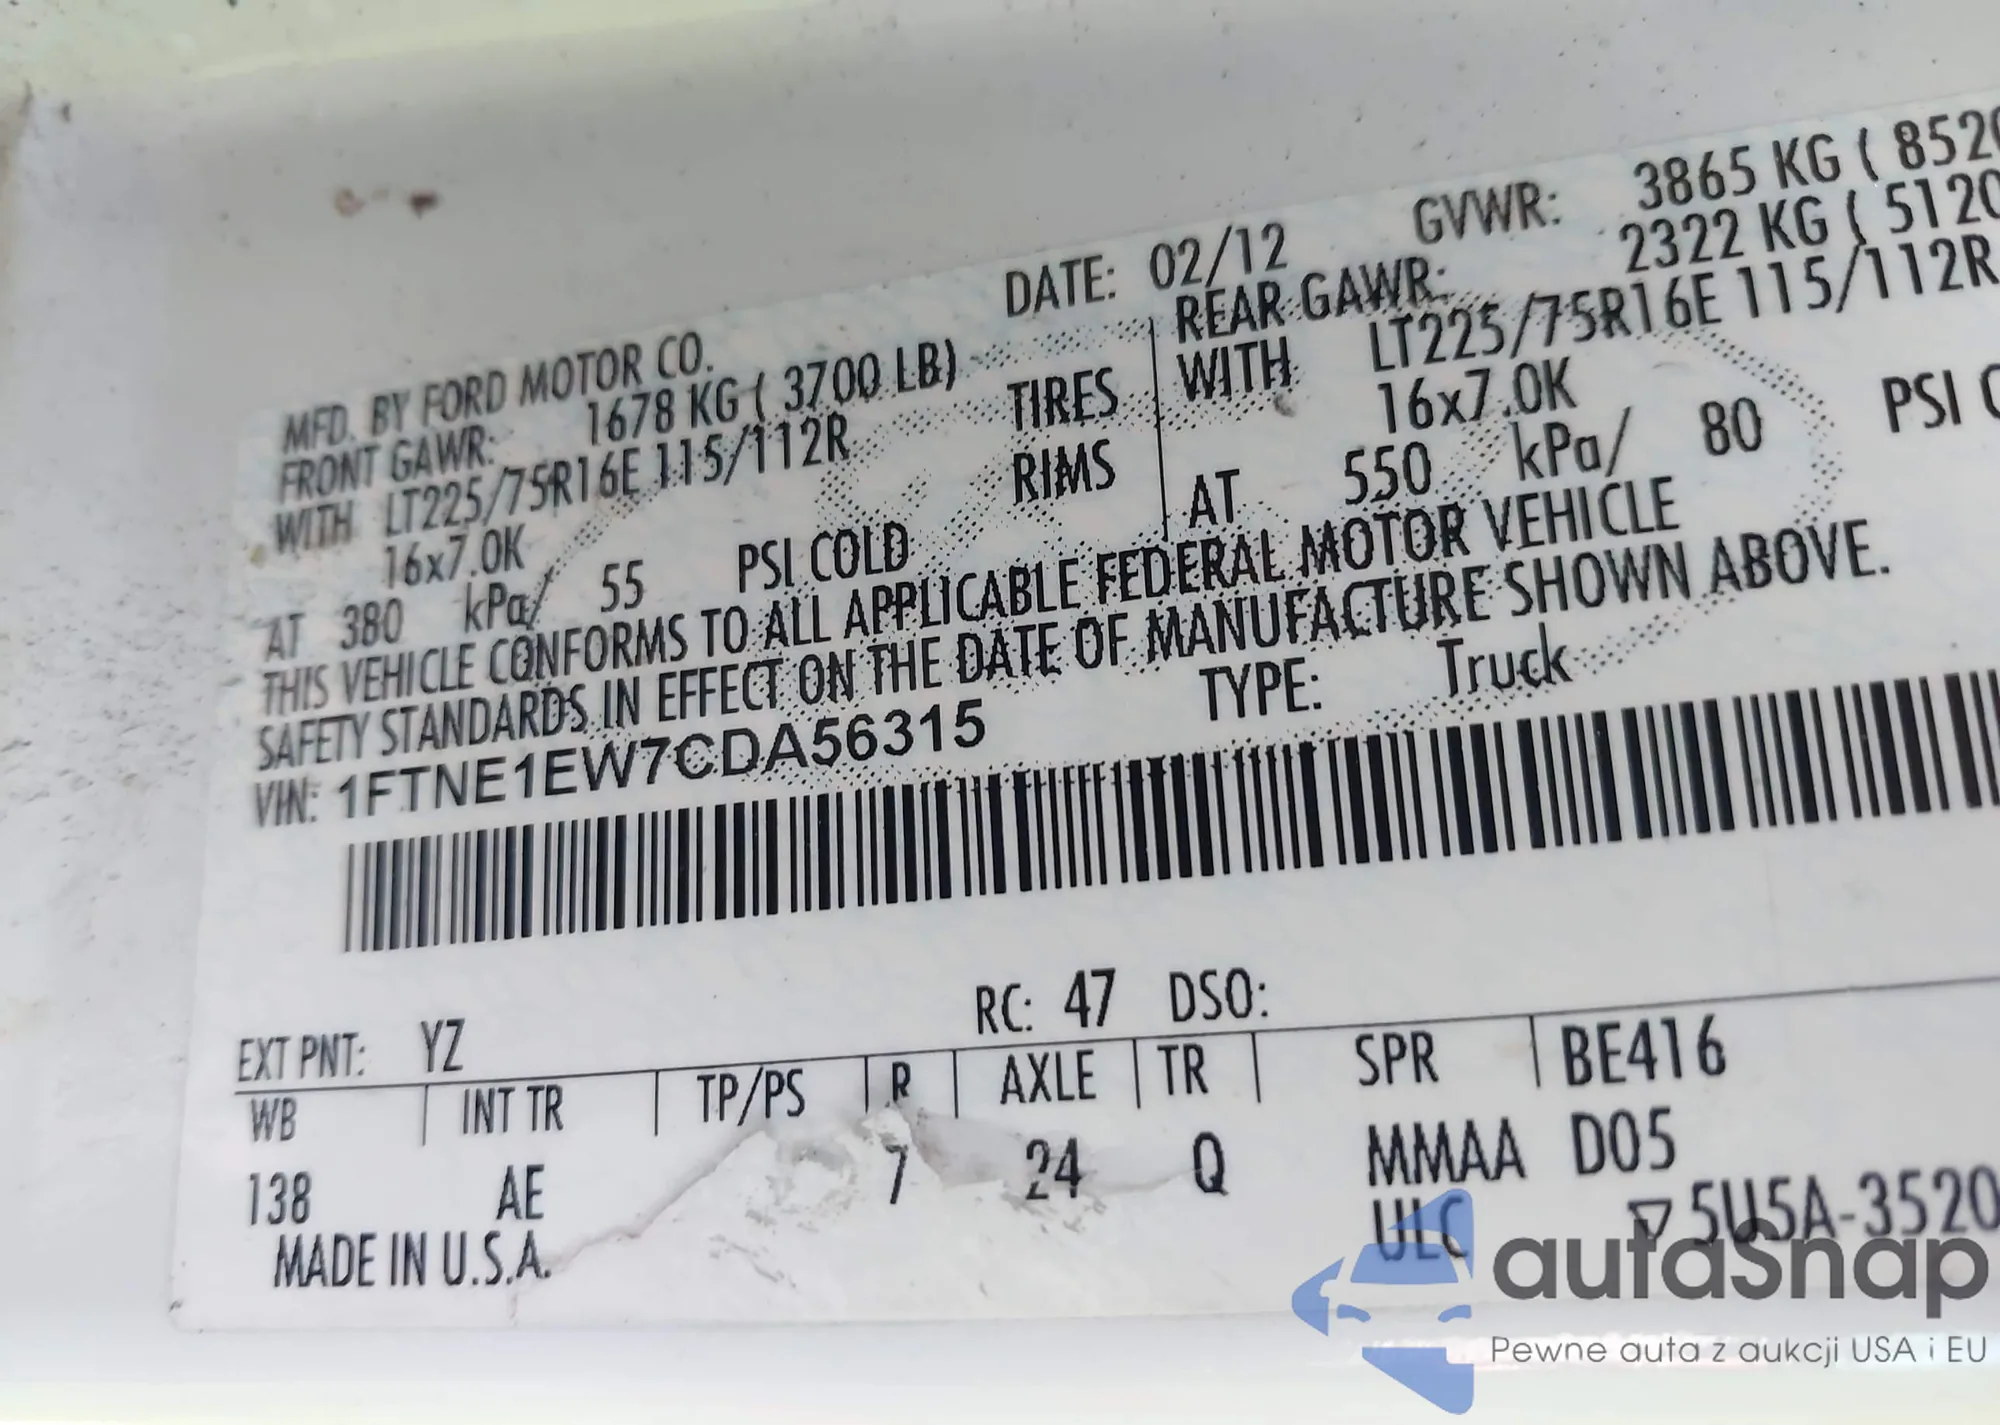 MFD. BY FORD MOTOR CO. DATE: 02/12 GVWR: 3865 KG ( 8520
FRONT GAWR: 1678 KG ( 3700 LB) REAR GAWR: 2322 KG ( 5120
WITH LT225/75R16E 115/112R TIRES WITH LT225/75R16E 115/112R
16x7.0K RIMS 16x7.0K
AT 380 kPa/ 55 PSI COLD AT 550 kPa/ 80 PSI C
THIS VEHICLE CONFORMS TO ALL APPLICABLE FEDERAL MOTOR VEHICLE
SAFETY STANDARDS IN EFFECT ON THE DATE OF MANUFACTURE SHOWN ABOVE.
VIN: 1FTNE1EW7CDA56315 TYPE: Truck
EXT PNT: YZ RC: 47 DSO:
WB INT TR TP/PS R AXLE TR SPR BE416
138 AE 7 24 Q MMAA D05
MADE IN U.S.A. ULC ▽5U5A-3520
autaSnap
Pewne auta z aukcji USA i EU